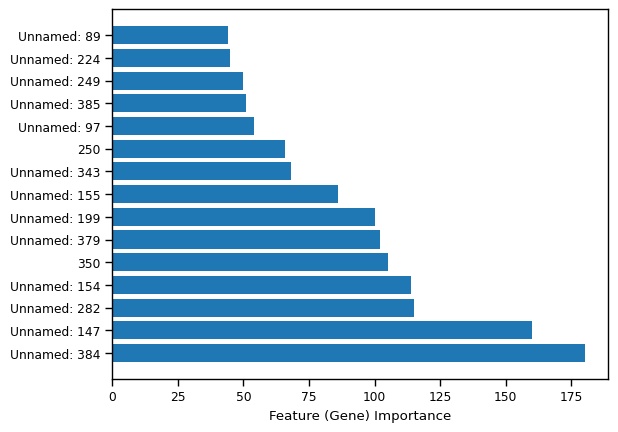 Unnamed: 89
Unnamed: 224
Unnamed: 249
Unnamed: 385
Unnamed: 97
250
Unnamed: 343
Unnamed: 155
Unnamed: 199
Unnamed: 379
350
Unnamed: 154
Unnamed: 282
Unnamed: 147
Unnamed: 384
0 25 50 75 100 125 150 175
Feature (Gene) Importance